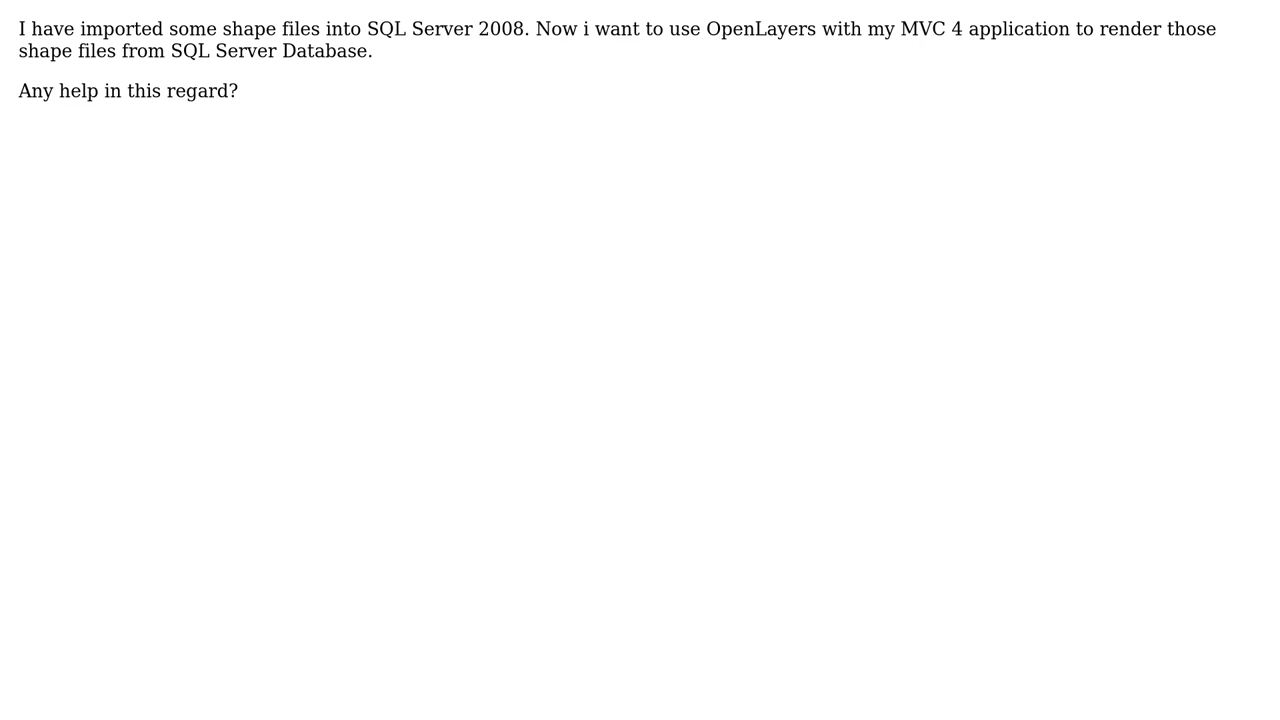 I have imported some shape files into SQL Server 2008. Now i want to use OpenLayers with my MVC 4 application to render those
shape files from SQL Server Database.
Any help in this regard?